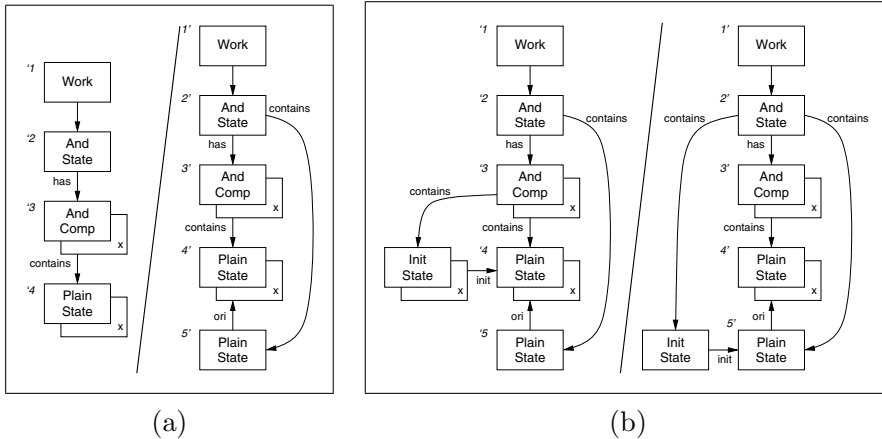 ‘1
Work
‘2
And
State
has
‘3
And
Comp
x
contains
‘4
Plain
State
x
1’
Work
2’
And
State
contains
has
3’
And
Comp
x
contains
4’
Plain
State
x
ori
5’
Plain
State
(a)
‘1
Work
‘2
And
State
contains
has
‘3
And
Comp
x
contains
contains
Init
State
x
init
‘4
Plain
State
x
ori
‘5
Plain
State
1’
Work
2’
And
State
contains
contains
has
3’
And
Comp
x
contains
4’
Plain
State
x
ori
5’
Init
State
init
Plain
State
(b)